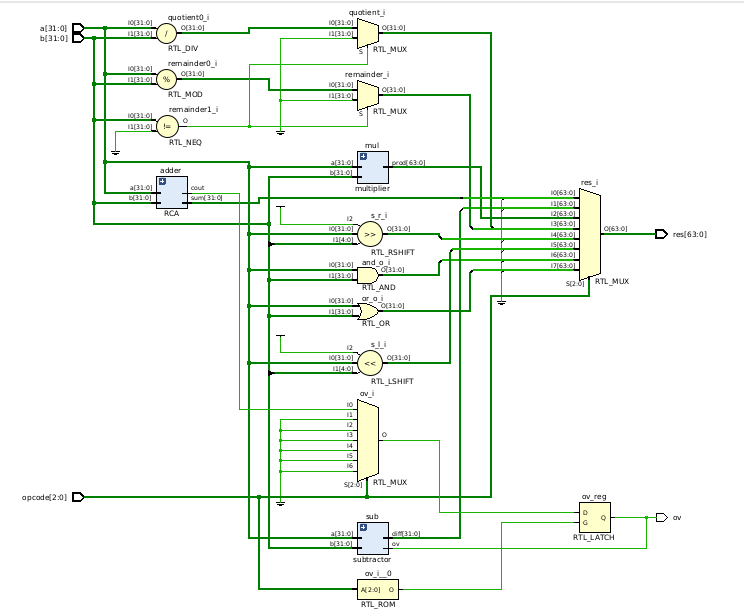 quotient_i
quotient0_i
a[31:0]
b[31:0]
I0[31:0]
I1[31:0]
O[31:0]
/
RTL_DIV
I0[31:0]
I1[31:0]
O[31:0]
S
RTL_MUX
remainder0_i
I0[31:0]
I1[31:0]
O[31:0]
%
RTL_MOD
remainder_i
I0[31:0]
I1[31:0]
O[31:0]
S
RTL_MUX
remainder1_i
I0[31:0]
I1[31:0]
O
!=
RTL_NEQ
mul
a[31:0]
b[31:0]
prod[63:0]
multiplier
adder
a[31:0]
b[31:0]
cout
sum[31:0]
RCA
res_i
I0[63:0]
I1[63:0]
I2[63:0]
I3[63:0]
I4[63:0]
I5[63:0]
I6[63:0]
I7[63:0]
O[63:0]
S[2:0]
RTL_MUX
res[63:0]
s_r_i
I2
I0[31:0]
I1[4:0]
O[31:0]
>>
RTL_RSHIFT
and_o_i
I0[31:0]
I1[31:0]
O[31:0]
RTL_AND
or_o_i
I0[31:0]
I1[31:0]
O[31:0]
RTL_OR
s_l_i
I2
I0[31:0]
I1[4:0]
O[31:0]
<<
RTL_LSHIFT
ov_i
I0
I1
I2
I3
I4
I5
I6
O
S[2:0]
RTL_MUX
opcode[2:0]
ov_reg
D
G
Q
RTL_LATCH
ov
sub
a[31:0]
b[31:0]
diff[31:0]
ov
subtractor
ov_i__0
A[2:0]
O
RTL_ROM